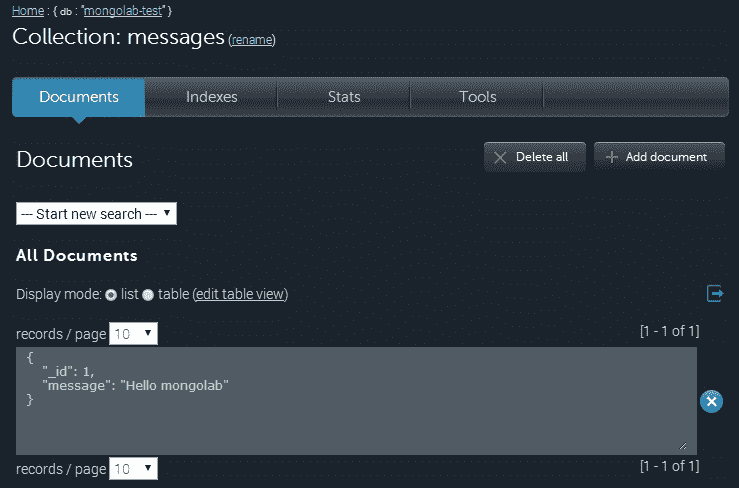 Home : { db : "mongolab-test" }
Collection: messages (rename)
Documents Indexes Stats Tools
Documents
Delete all Add document
--- Start new search ---
All Documents
Display mode: list table (edit table view)
records / page 10 [1 - 1 of 1]
{
"_id": 1,
"message": "Hello mongolab"
}
records / page 10 [1 - 1 of 1]